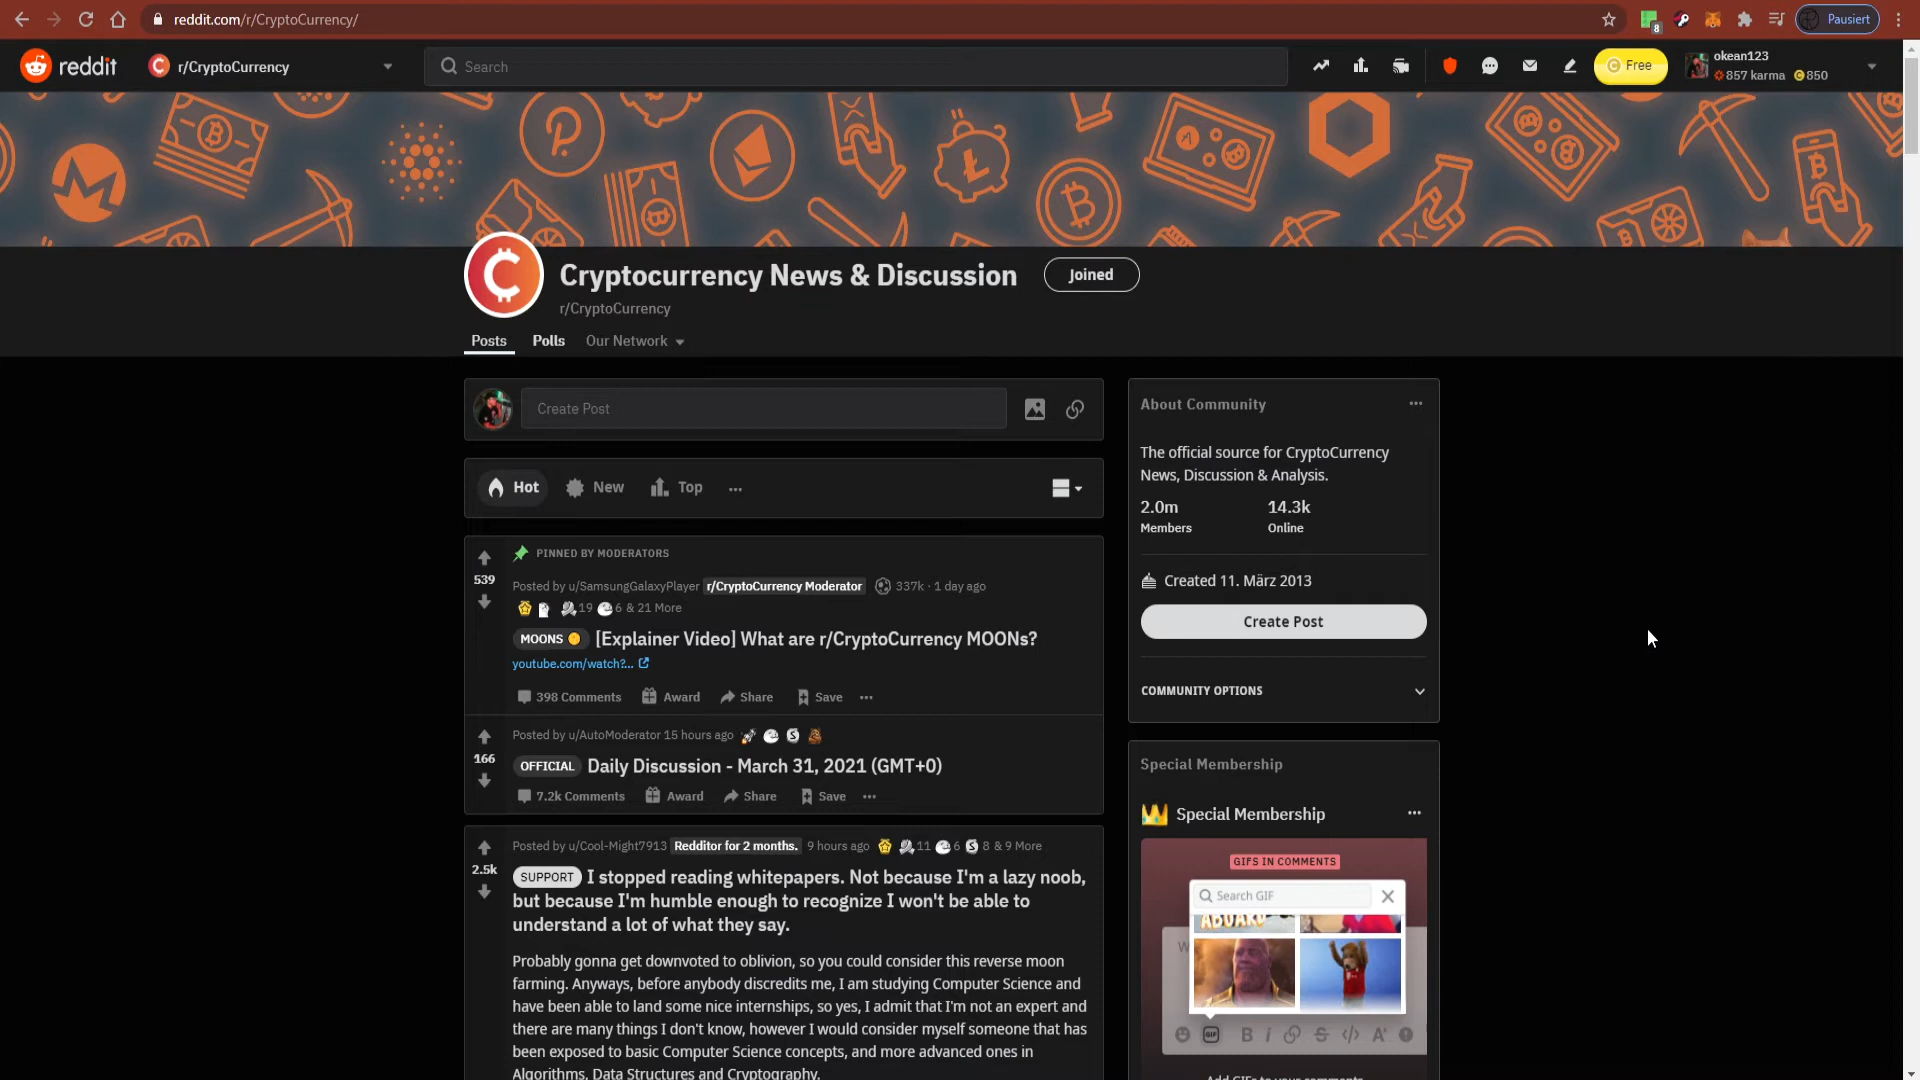 reddit.com/r/CryptoCurrency/
8
Pausiert
reddit
r/CryptoCurrency
Search
Free
okean123
857 karma
850
Cryptocurrency News & Discussion
Joined
r/CryptoCurrency
Posts
Polls
Our Network
Create Post
Hot
New
Top
PINNED BY MODERATORS
539
Posted by u/SamsungGalaxyPlayer r/CryptoCurrency Moderator 337k · 1 day ago
19 6 & 21 More
MOONS [Explainer Video] What are r/CryptoCurrency MOONs?
youtube.com/watch?...
398 Comments Award Share Save
Posted by u/AutoModerator 15 hours ago
166
OFFICIAL Daily Discussion - March 31, 2021 (GMT+0)
7.2k Comments Award Share Save
Posted by u/Cool-Might7913 Redditor for 2 months. 9 hours ago 11 6 8 & 9 More
2.5k
SUPPORT I stopped reading whitepapers. Not because I'm a lazy noob,
but because I'm humble enough to recognize I won't be able to
understand a lot of what they say.
Probably gonna get downvoted to oblivion, so you could consider this reverse moon
farming. Anyways, before anybody discredits me, I am studying Computer Science and
have been able to land some nice internships, so yes, I admit that I'm not an expert and
there are many things I don't know, however I would consider myself someone that has
been exposed to basic Computer Science concepts, and more advanced ones in
Algorithms, Data Structures and Cryptography.
About Community
The official source for CryptoCurrency
News, Discussion & Analysis.
2.0m
Members
14.3k
Online
Created 11. März 2013
Create Post
COMMUNITY OPTIONS
Special Membership
Special Membership
GIFS IN COMMENTS
Search GIF
GIF
B i S </> A
Add GIFs to your comments